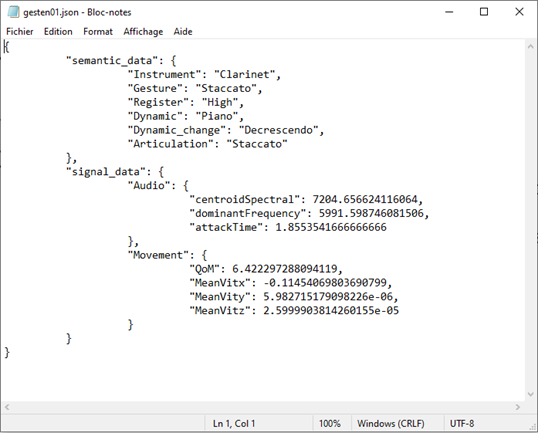 gesten01.json - Bloc-notes
Fichier Edition Format Affichage Aide
{
"semantic_data": {
"Instrument": "Clarinet",
"Gesture": "Staccato",
"Register": "High",
"Dynamic": "Piano",
"Dynamic_change": "Decrescendo",
"Articulation": "Staccato"
},
"signal_data": {
"Audio": {
"centroidSpectral": 7204.656624116064,
"dominantFrequency": 5991.598746081506,
"attackTime": 1.8553541666666666
},
"Movement": {
"QoM": 6.422297288094119,
"MeanVitx": -0.11454069803690799,
"MeanVity": 5.982715179098226e-06,
"MeanVitz": 2.5999903814260155e-05
}
}
}
Ln 1, Col 1 100% Windows (CRLF) UTF-8